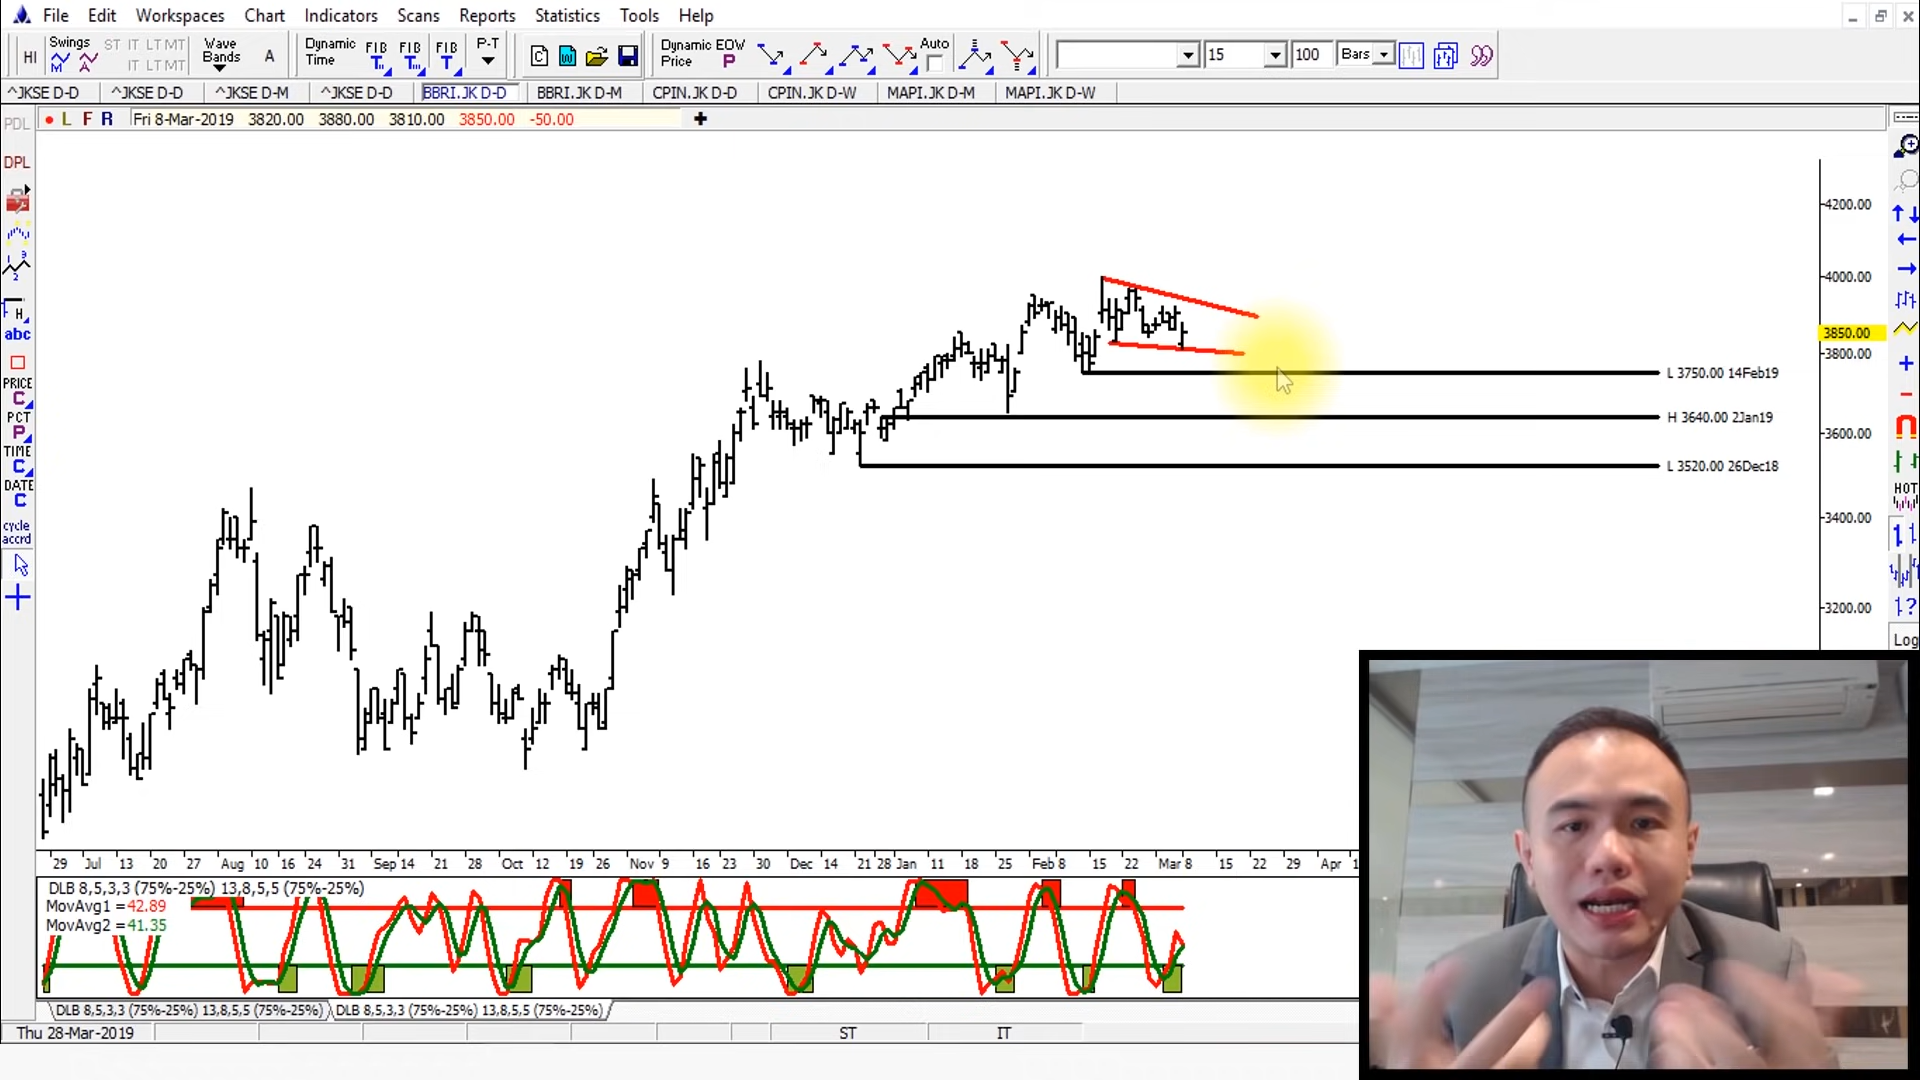 File Edit Workspaces Chart Indicators Scans Reports Statistics Tools Help
HI Swings ST IT LT MT Wave Bands A Dynamic Time FIB FIB FIB P-T Dynamic Price EOW P Auto 15 100 Bars
IT LT MT
^JKSE D-D ^JKSE D-D ^JKSE D-M ^JKSE D-D BBRI.JK D-D BBRI.JK D-M CPIN.JK D-D CPIN.JK D-W MAPI.JK D-M MAPI.JK D-W
PDL L F R Fri 8-Mar-2019 3820.00 3880.00 3810.00 3850.00 -50.00
DPL
abc
PRICE
C
PCT
P
TIME
C
DATE
C
cycle
accrd
4200.00
4000.00
3850.00
3800.00
3600.00
3400.00
3200.00
L 3750.00 14Feb19
H 3640.00 2Jan19
L 3520.00 26Dec18
HOT
Log
29 Jul 13 20 27 Aug 10 16 24 31 Sep 14 21 28 Oct 12 19 26 Nov 9 16 23 30 Dec 14 21 28 Jan 11 18 25 Feb 8 15 22 Mar 8 15 22 29 Apr
DLB 8,5,3,3 (75%-25%) 13,8,5,5 (75%-25%)
MovAvg1 =42.89
MovAvg2 =41.35
DLB 8,5,3,3 (75%-25%) 13,8,5,5 (75%-25%) DLB 8,5,3,3 (75%-25%) 13,8,5,5 (75%-25%)
Thu 28-Mar-2019 ST IT